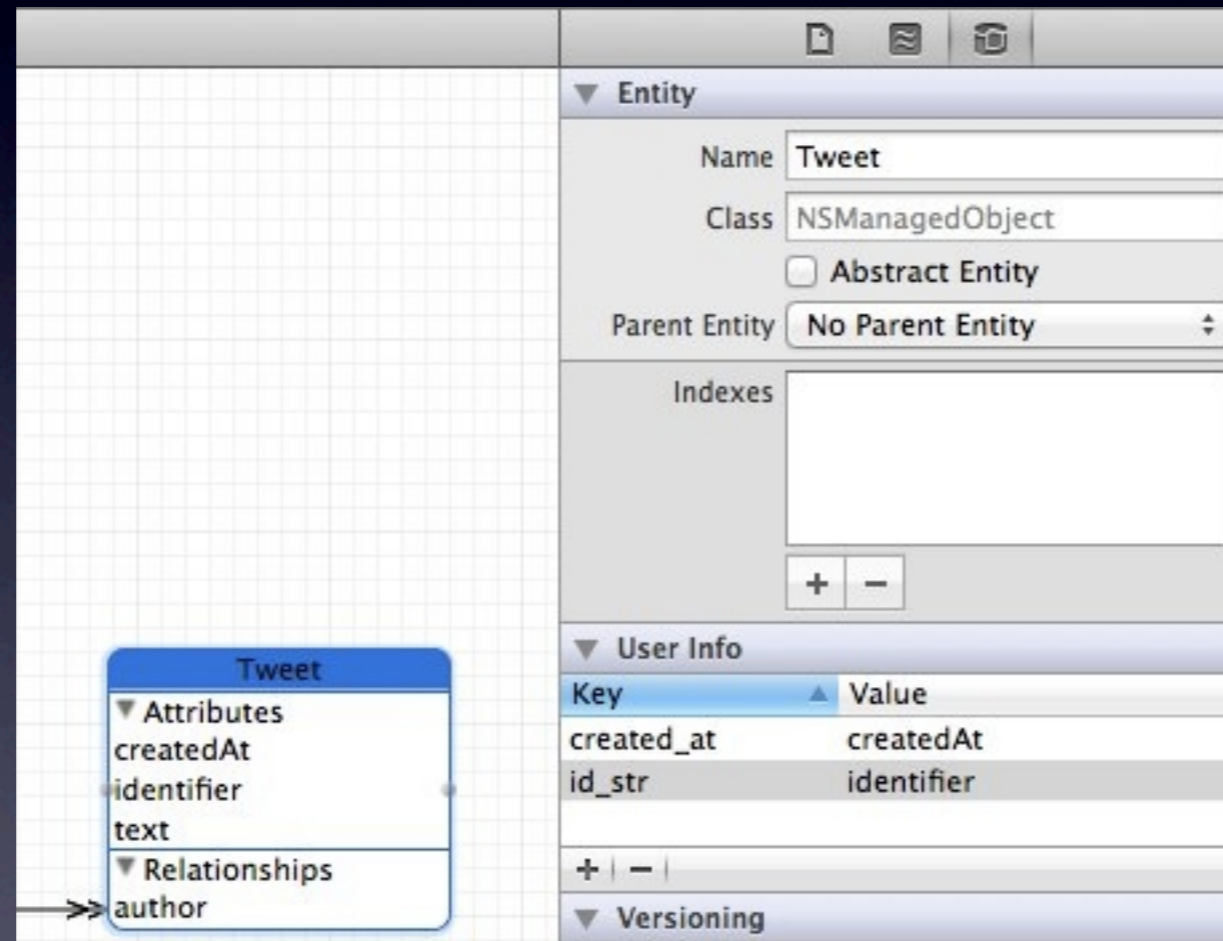 Entity
Name Tweet
Class NSManagedObject
Abstract Entity
Parent Entity No Parent Entity
Indexes
+ −
User Info
Key Value
created_at createdAt
id_str identifier
+ −
Versioning
Tweet
Attributes
createdAt
identifier
text
Relationships
author